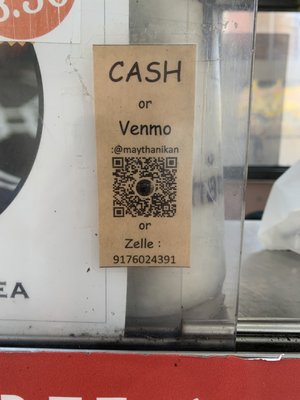 CASH
or
Venmo
:@maythanikan
or
Zelle :
9176024391
EA